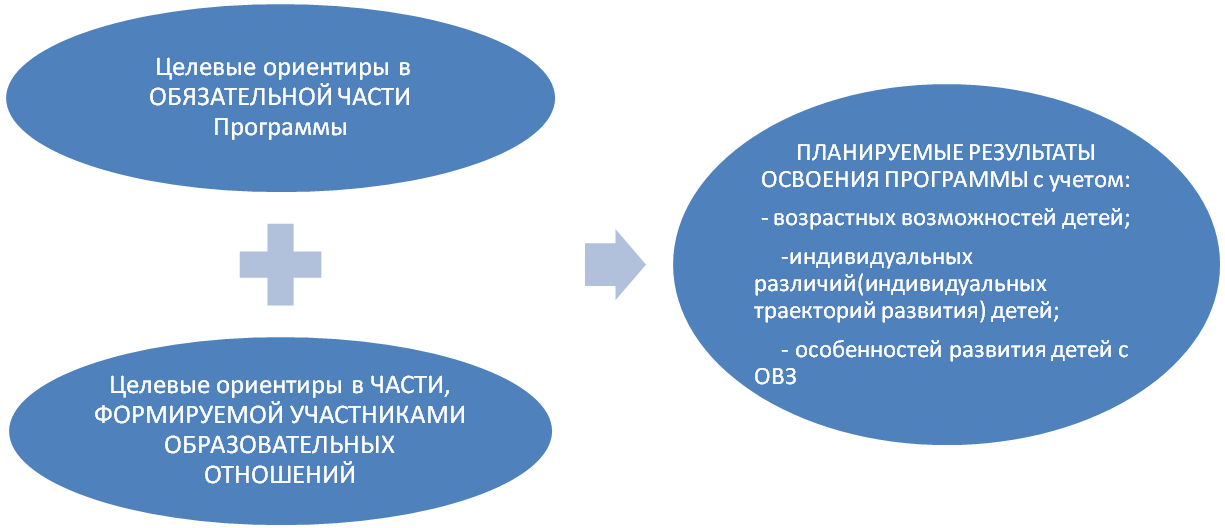 Целевые ориентиры в
ОБЯЗАТЕЛЬНОЙ ЧАСТИ
Программы
Целевые ориентиры в ЧАСТИ,
ФОРМИРУЕМОЙ УЧАСТНИКАМИ
ОБРАЗОВАТЕЛЬНЫХ
ОТНОШЕНИЙ
ПЛАНИРУЕМЫЕ РЕЗУЛЬТАТЫ
ОСВОЕНИЯ ПРОГРАММЫ с учетом:
- возрастных возможностей детей;
-индивидуальных
различий(индивидуальных
траекторий развития) детей;
- особенностей развития детей с
ОВЗ